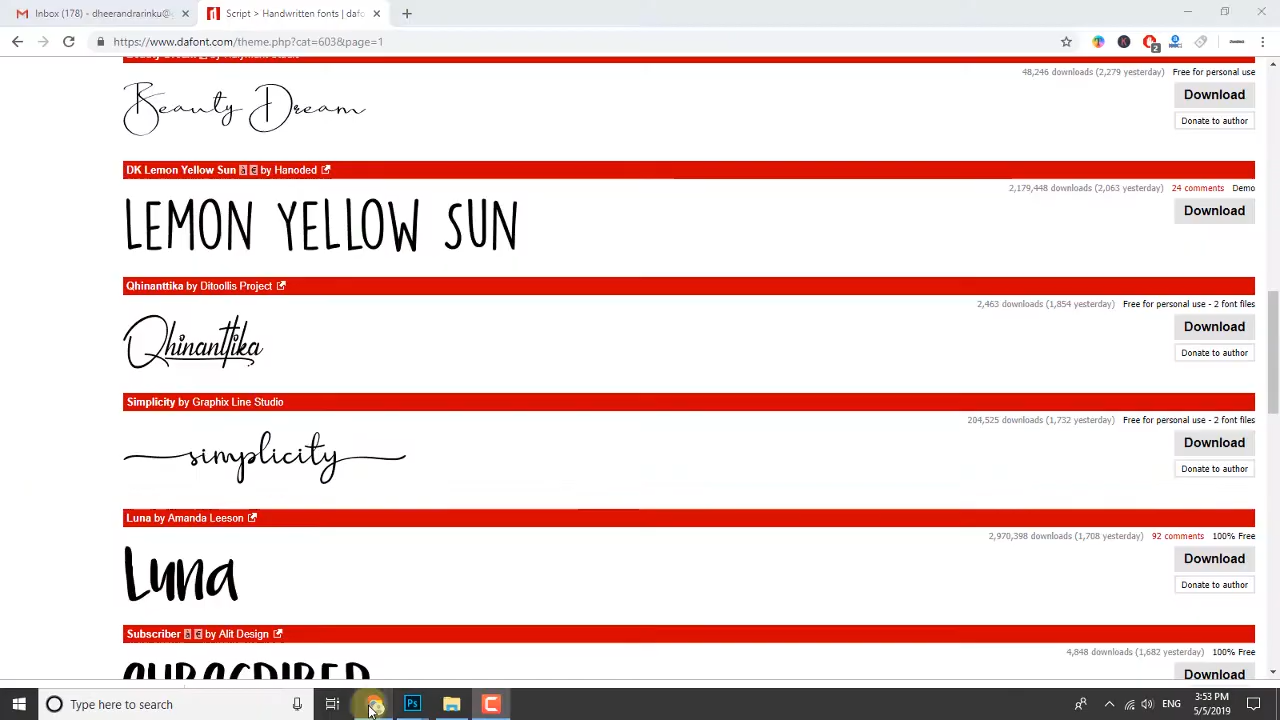 Inbox (178) - dheerandrarinku@
Script > Handwritten fonts | dafo
https://www.dafont.com/theme.php?cat=603&page=1
48,246 downloads (2,279 yesterday) Free for personal use
Beauty Dream
Download
Donate to author
DK Lemon Yellow Sun by Hanoded
2,179,448 downloads (2,063 yesterday) 24 comments Demo
LEMON YELLOW SUN
Download
Qhinanttika by Ditoollis Project
2,463 downloads (1,854 yesterday) Free for personal use - 2 font files
Qhinanttika
Download
Donate to author
Simplicity by Graphix Line Studio
204,525 downloads (1,732 yesterday) Free for personal use - 2 font files
simplicity
Download
Donate to author
Luna by Amanda Leeson
2,970,398 downloads (1,708 yesterday) 92 comments 100% Free
Luna
Download
Donate to author
Subscriber by Alit Design
4,848 downloads (1,682 yesterday) 100% Free
SUBSCRIBER
Download
Type here to search
Ps
ENG
3:53 PM
5/5/2019